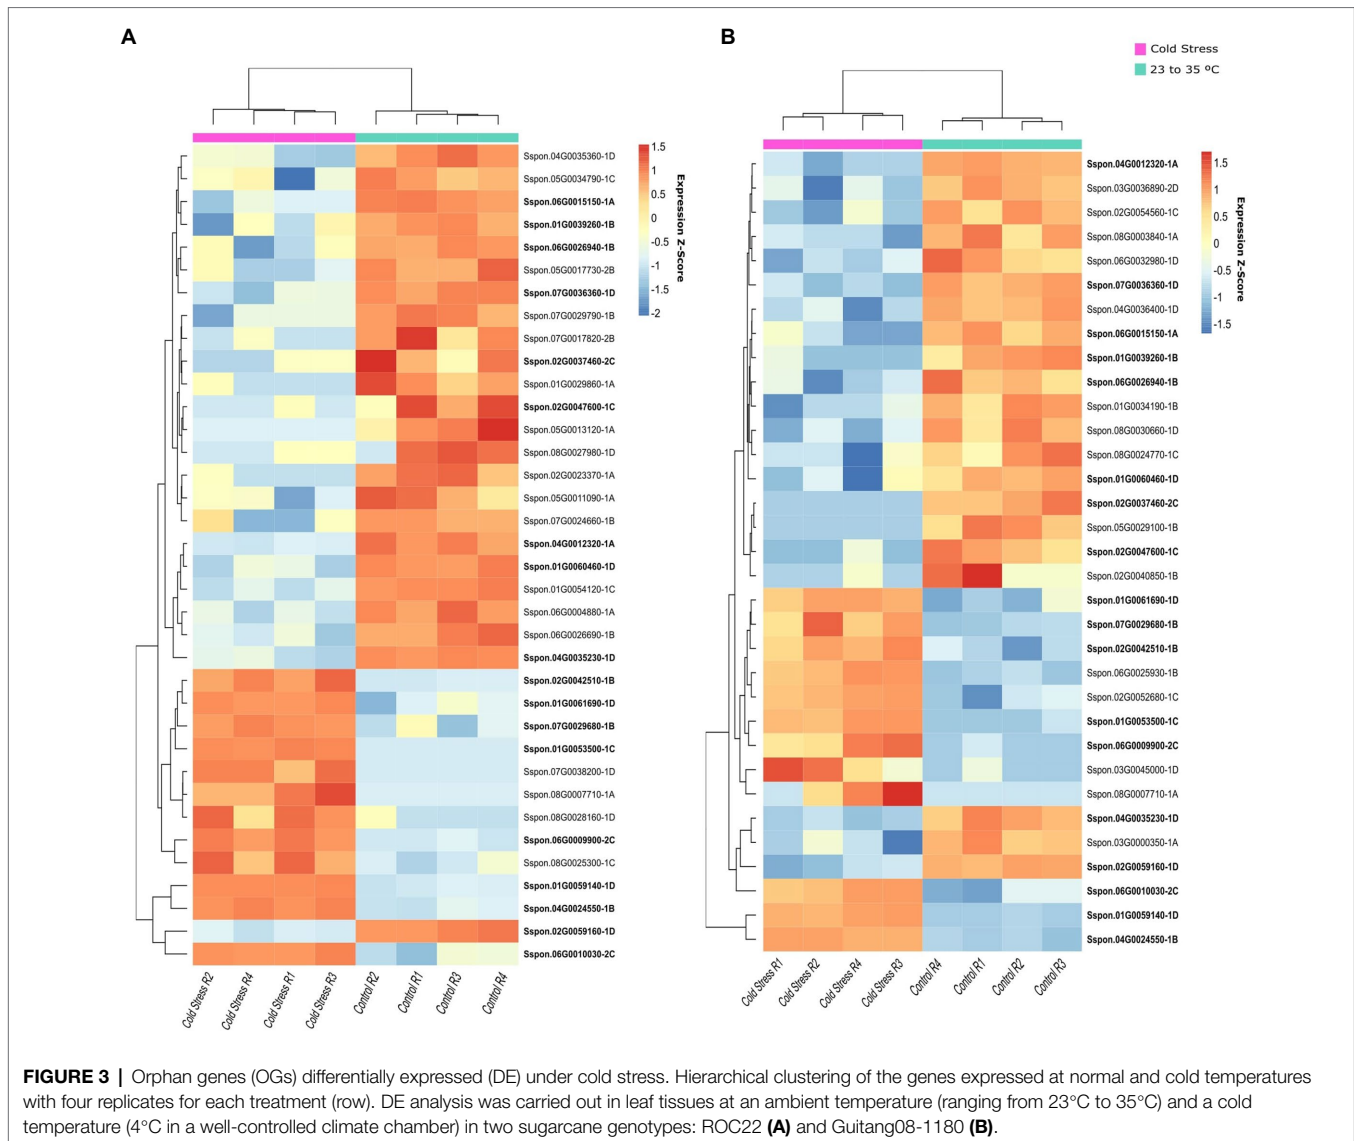 A
B
Cold Stress
23 to 35 ºC
Sspon.04G0035360-1D
Sspon.05G0034790-1C
Sspon.06G0015150-1A
Sspon.01G0039260-1B
Sspon.06G0026940-1B
Sspon.05G0017730-2B
Sspon.07G0036360-1D
Sspon.07G0029790-1B
Sspon.07G0017820-2B
Sspon.02G0037460-2C
Sspon.01G0029860-1A
Sspon.02G0047600-1C
Sspon.05G0013120-1A
Sspon.08G0027980-1D
Sspon.02G0023370-1A
Sspon.05G0011090-1A
Sspon.07G0024660-1B
Sspon.04G0012320-1A
Sspon.01G0060460-1D
Sspon.01G0054120-1C
Sspon.06G0004880-1A
Sspon.06G0026690-1B
Sspon.04G0035230-1D
Sspon.02G0042510-1B
Sspon.01G0061690-1D
Sspon.07G0029680-1B
Sspon.01G0053500-1C
Sspon.07G0038200-1D
Sspon.08G0007710-1A
Sspon.08G0028160-1D
Sspon.06G0009900-2C
Sspon.08G0025300-1C
Sspon.01G0059140-1D
Sspon.04G0024550-1B
Sspon.02G0059160-1D
Sspon.06G0010030-2C
1.5
1
0.5
0
-0.5
-1
-1.5
-2
Expression Z-Score
Cold Stress R2
Cold Stress R4
Cold Stress R1
Cold Stress R3
Control R2
Control R1
Control R3
Control R4
Sspon.04G0012320-1A
Sspon.03G0036890-2D
Sspon.02G0054560-1C
Sspon.08G0003840-1A
Sspon.06G0032980-1D
Sspon.07G0036360-1D
Sspon.04G0036400-1D
Sspon.06G0015150-1A
Sspon.01G0039260-1B
Sspon.06G0026940-1B
Sspon.01G0034190-1B
Sspon.08G0030660-1D
Sspon.08G0024770-1C
Sspon.01G0060460-1D
Sspon.02G0037460-2C
Sspon.05G0029100-1B
Sspon.02G0047600-1C
Sspon.02G0040850-1B
Sspon.01G0061690-1D
Sspon.07G0029680-1B
Sspon.02G0042510-1B
Sspon.06G0025930-1B
Sspon.02G0052680-1C
Sspon.01G0053500-1C
Sspon.06G0009900-2C
Sspon.03G0045000-1D
Sspon.08G0007710-1A
Sspon.04G0035230-1D
Sspon.03G0000350-1A
Sspon.02G0059160-1D
Sspon.06G0010030-2C
Sspon.01G0059140-1D
Sspon.04G0024550-1B
1.5
1
0.5
0
-0.5
-1
-1.5
Expression Z-Score
Cold Stress R1
Cold Stress R2
Cold Stress R4
Cold Stress R3
Control R4
Control R1
Control R2
Control R3
FIGURE 3 | Orphan genes (OGs) differentially expressed (DE) under cold stress. Hierarchical clustering of the genes expressed at normal and cold temperatures
with four replicates for each treatment (row). DE analysis was carried out in leaf tissues at an ambient temperature (ranging from 23°C to 35°C) and a cold
temperature (4°C in a well-controlled climate chamber) in two sugarcane genotypes: ROC22 (A) and Guitang08-1180 (B).